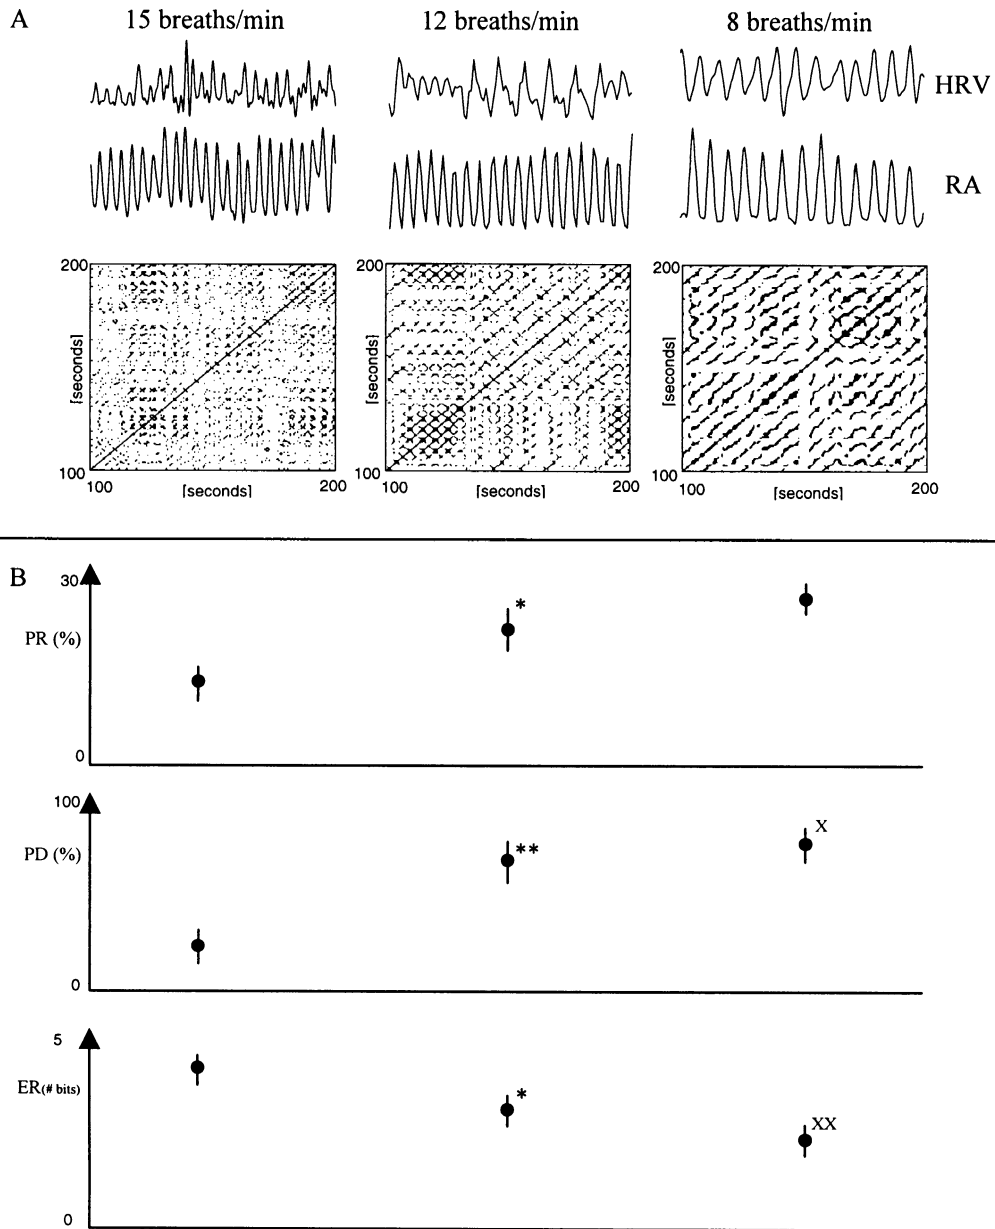 A
15 breaths/min
12 breaths/min
8 breaths/min
HRV
RA
200
[seconds]
100
100
[seconds]
200
200
[seconds]
100
100
[seconds]
200
200
[seconds]
100
100
[seconds]
200
B
30
PR (%)
0
*
100
PD (%)
0
**
X
5
ER(# bits)
0
*
XX